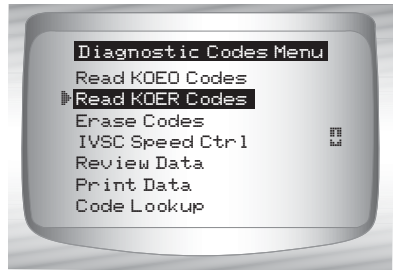 Diagnostic Codes Menu
Read KOEO Codes
Read KOER Codes
Erase Codes
IVSC Speed Ctrl
Review Data
Print Data
Code Lookup